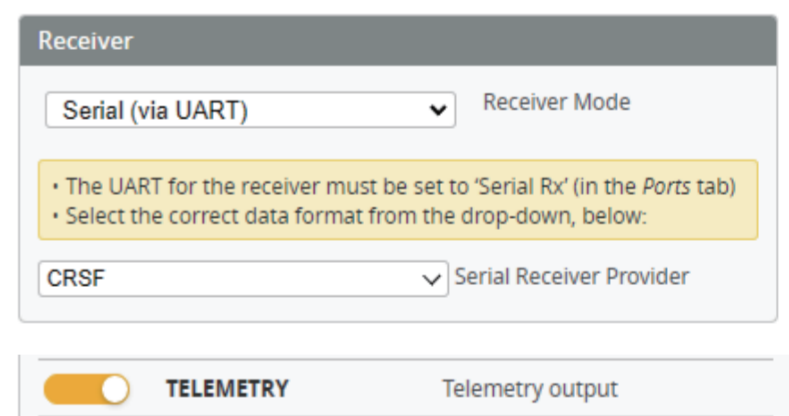 Receiver
Serial (via UART) Receiver Mode
• The UART for the receiver must be set to ‘Serial Rx’ (in the Ports tab)
• Select the correct data format from the drop-down, below:
CRSF Serial Receiver Provider
TELEMETRY Telemetry output